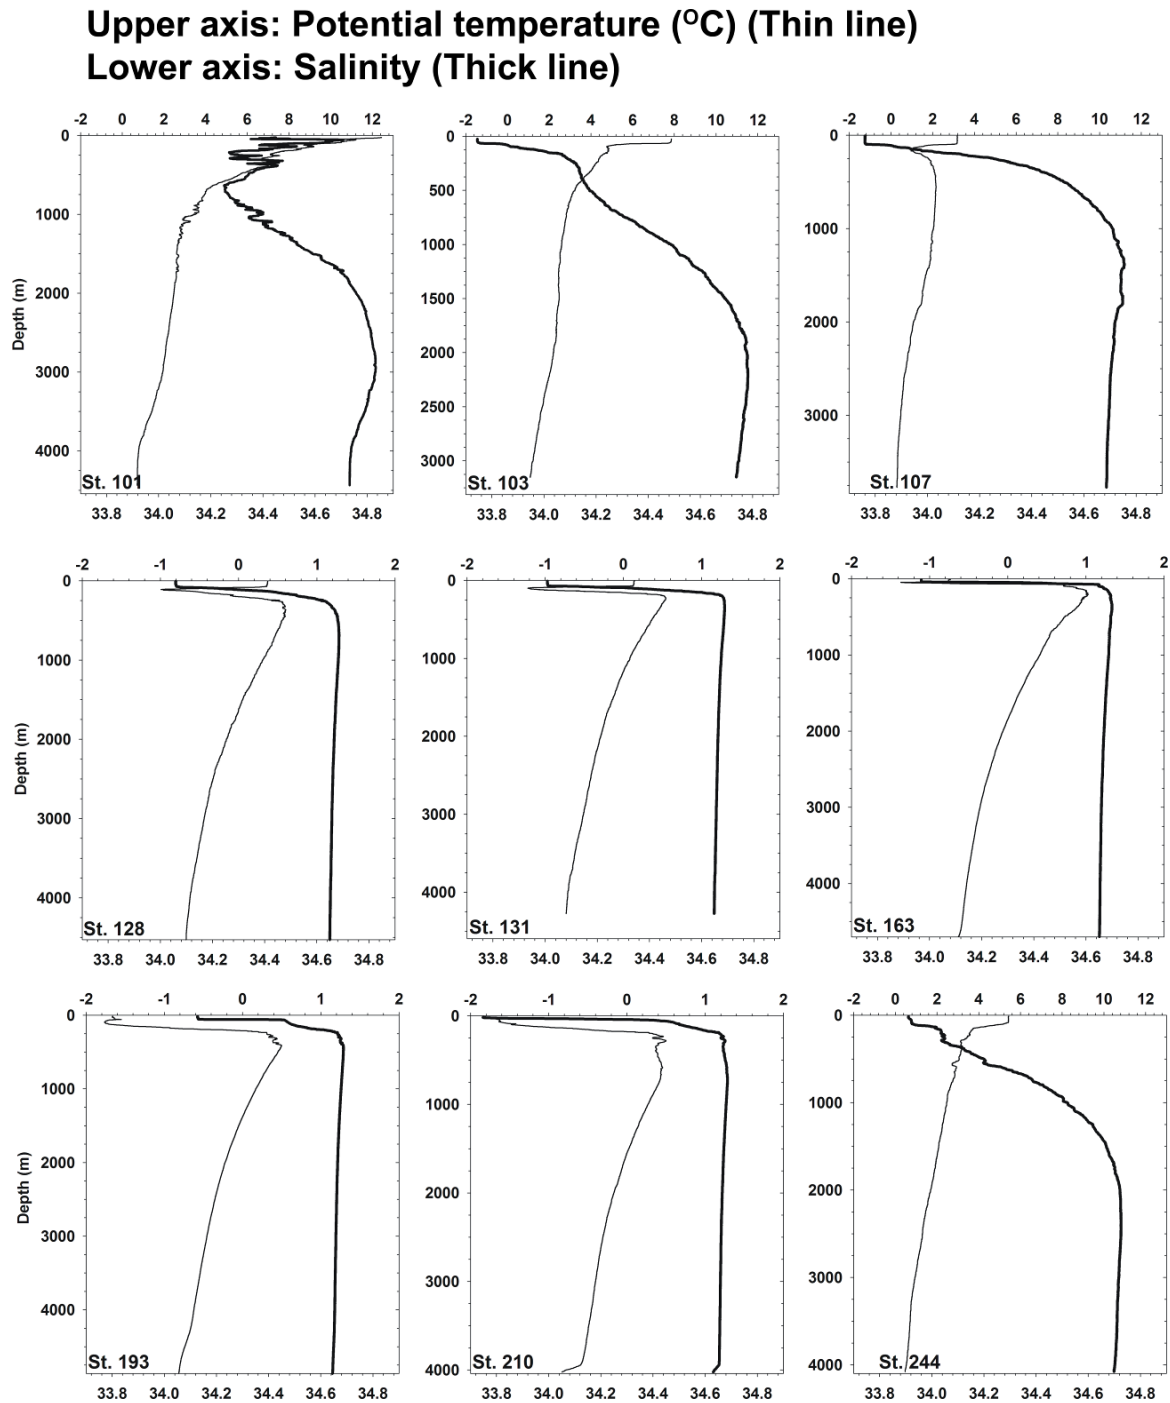 Upper axis: Potential temperature (ºC) (Thin line)
Lower axis: Salinity (Thick line)
-2 0 2 4 6 8 10 12
0
1000
2000
3000
4000
Depth (m)
St. 101
33.8 34.0 34.2 34.4 34.6 34.8
-2 0 2 4 6 8 10 12
0
500
1000
1500
2000
2500
3000
St. 103
33.8 34.0 34.2 34.4 34.6 34.8
-2 0 2 4 6 8 10 12
0
1000
2000
3000
St. 107
33.8 34.0 34.2 34.4 34.6 34.8
-2 -1 0 1 2
0
1000
2000
3000
4000
Depth (m)
St. 128
33.8 34.0 34.2 34.4 34.6 34.8
-2 -1 0 1 2
0
1000
2000
3000
4000
St. 131
33.8 34.0 34.2 34.4 34.6 34.8
-2 -1 0 1 2
0
1000
2000
3000
4000
St. 163
33.8 34.0 34.2 34.4 34.6 34.8
-2 -1 0 1 2
0
1000
2000
3000
4000
Depth (m)
St. 193
33.8 34.0 34.2 34.4 34.6 34.8
-2 -1 0 1 2
0
1000
2000
3000
4000
St. 210
33.8 34.0 34.2 34.4 34.6 34.8
-2 0 2 4 6 8 10 12
0
1000
2000
3000
4000
St. 244
33.8 34.0 34.2 34.4 34.6 34.8